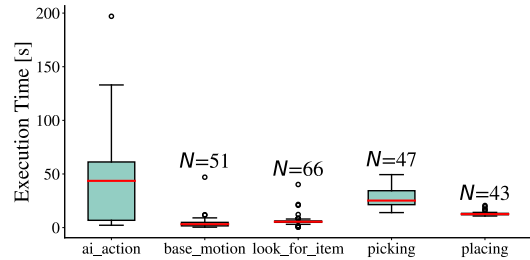 Execution Time [s]
200
150
100
50
0
N=51
N=66
N=47
N=43
ai_action base_motion look_for_item picking placing